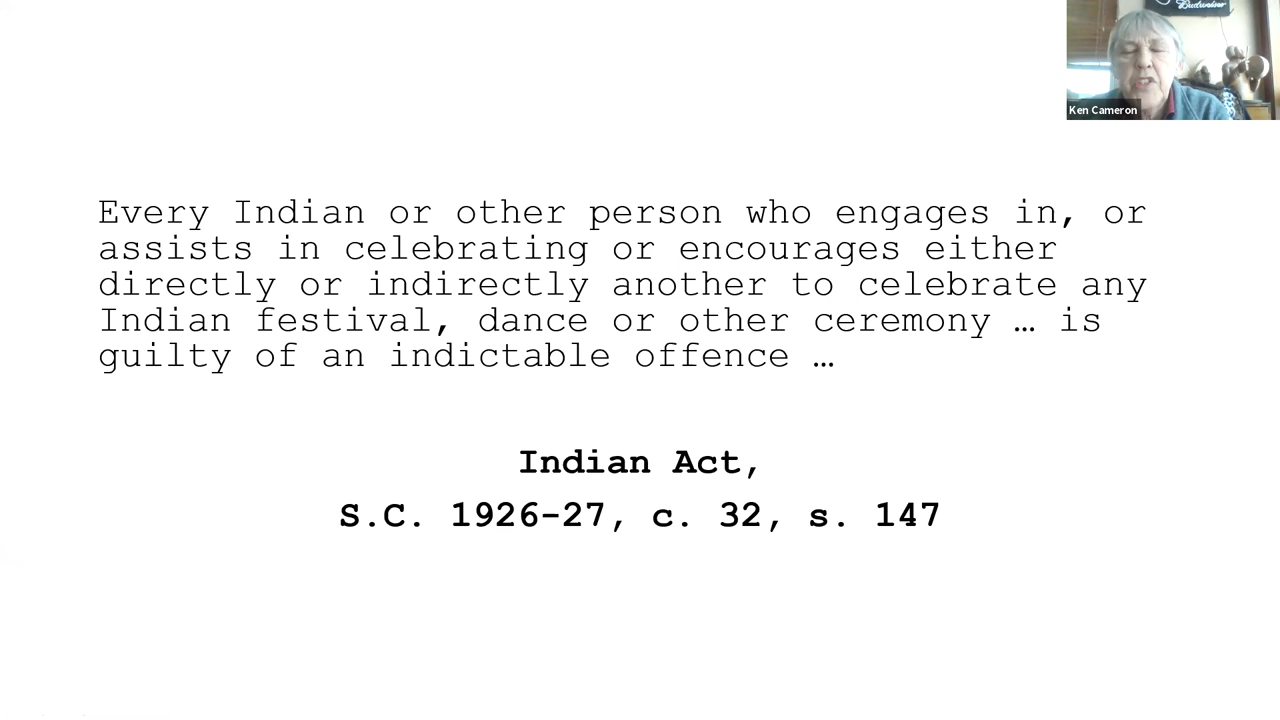 Budweiser
Ken Cameron
Every Indian or other person who engages in, or
assists in celebrating or encourages either
directly or indirectly another to celebrate any
Indian festival, dance or other ceremony … is
guilty of an indictable offence …
Indian Act,
S.C. 1926-27, c. 32, s. 147